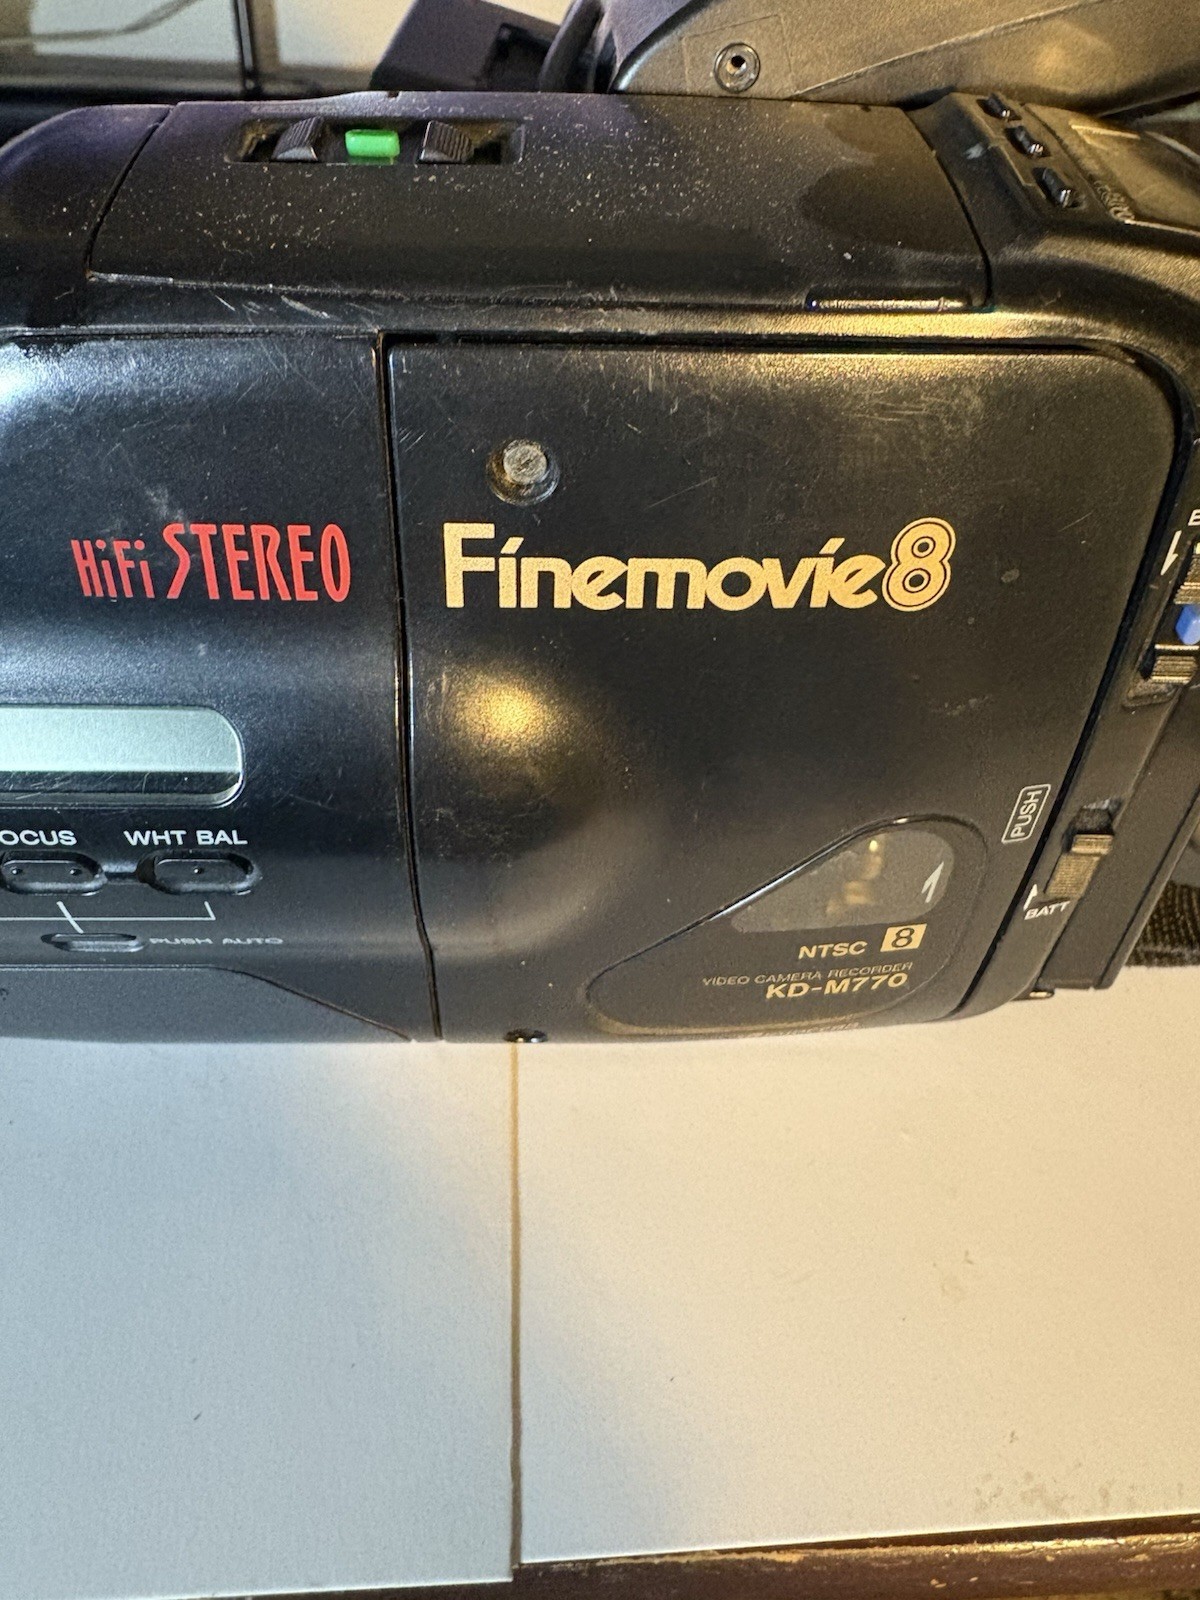 HiFi STEREO
Finemovie8
PUSH
OCUS
WHT BAL
BATT
PUSH AUTO
NTSC 8
VIDEO CAMERA RECORDER
KD-M770